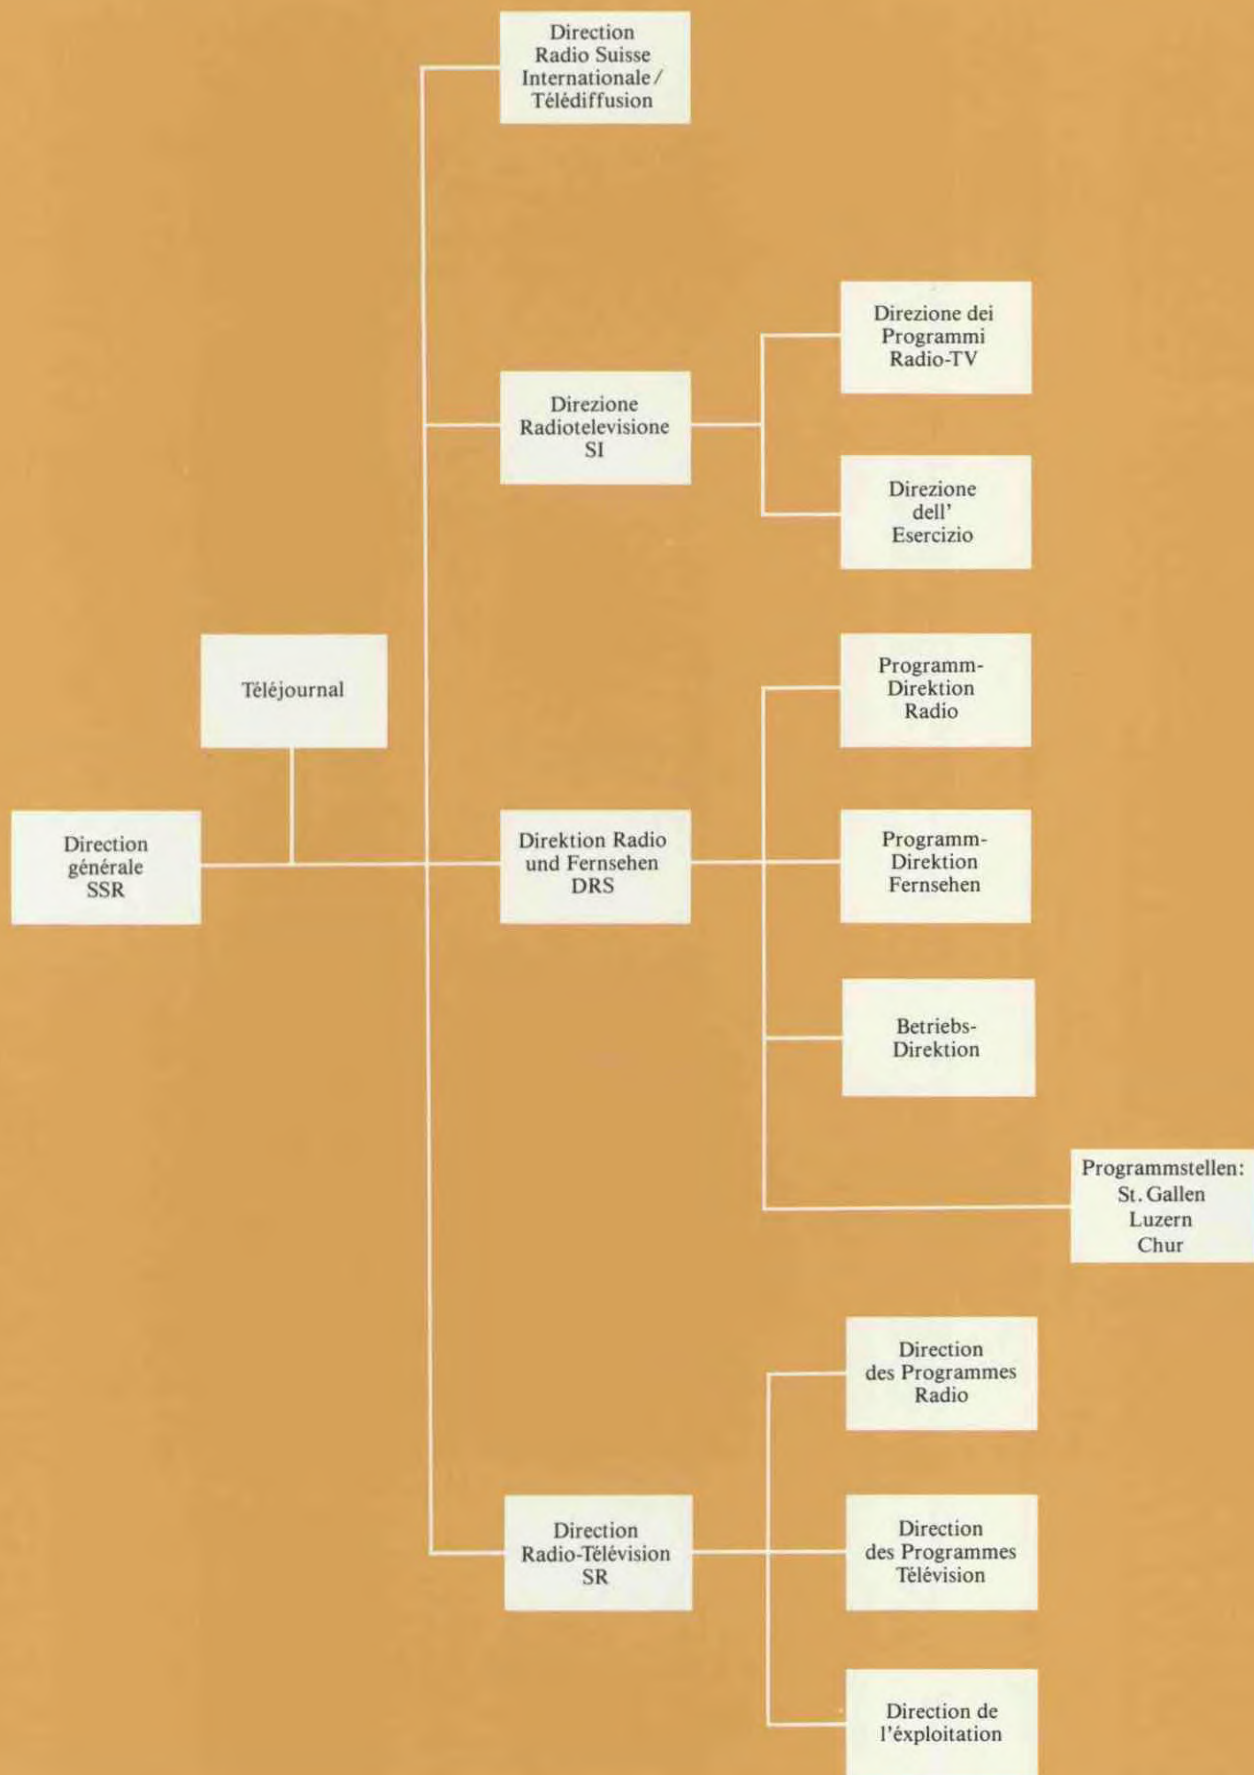 Direction
Radio Suisse
Internationale /
Télédiffusion
Direzione dei
Programmi
Radio-TV
Direzione
Radiotelevisione
SI
Direzione
dell'
Esercizio
Téléjournal
Programm-
Direktion
Radio
Direction
générale
SSR
Direktion Radio
und Fernsehen
DRS
Programm-
Direktion
Fernsehen
Betriebs-
Direktion
Programmstellen:
St. Gallen
Luzern
Chur
Direction
des Programmes
Radio
Direction
Radio-Télévision
SR
Direction
des Programmes
Télévision
Direction de
l'éxploitation